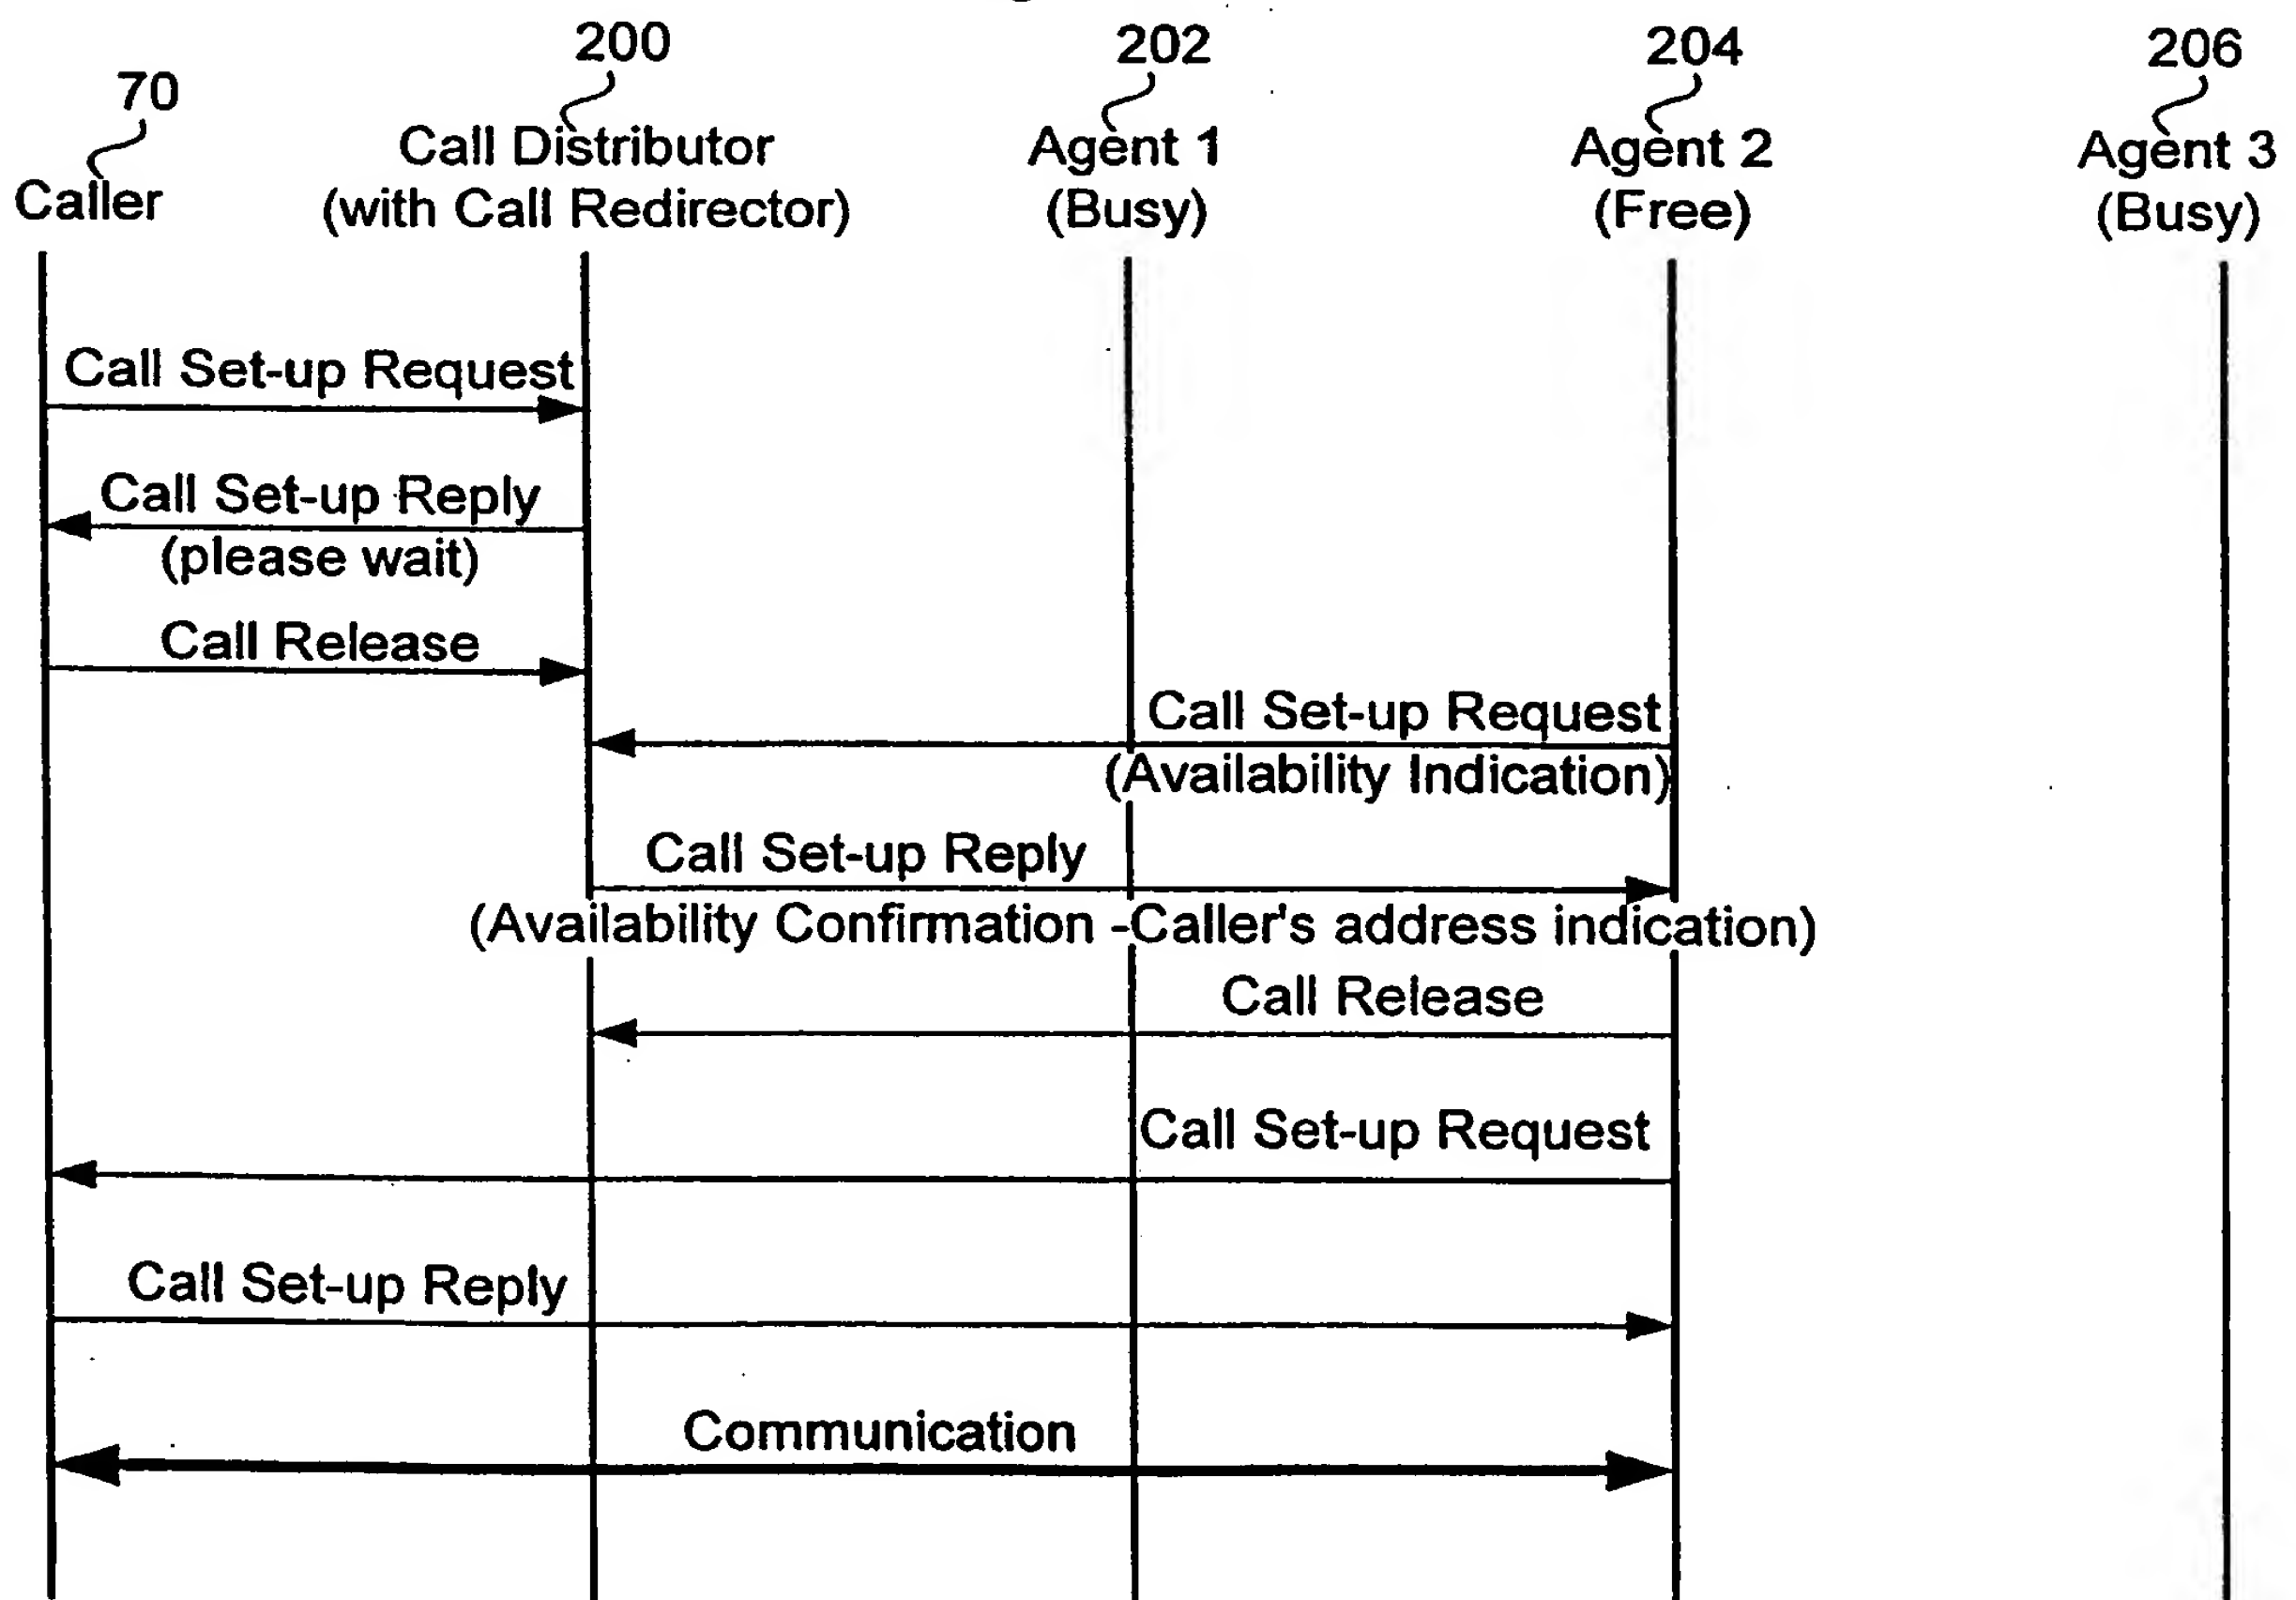 200
202
204
206
70
Call Distributor
Agent 1
Agent 2
Agent 3
Caller
(with Call Redirector)
(Busy)
(Free)
(Busy)
Call Set-up Request
Call Set-up Reply
(please wait)
Call Release
Call Set-up Request
(Availability Indication)
Call Set-up Reply
(Availability Confirmation -Caller's address indication)
Call Release
Call Set-up Request
Call Set-up Reply
Communication